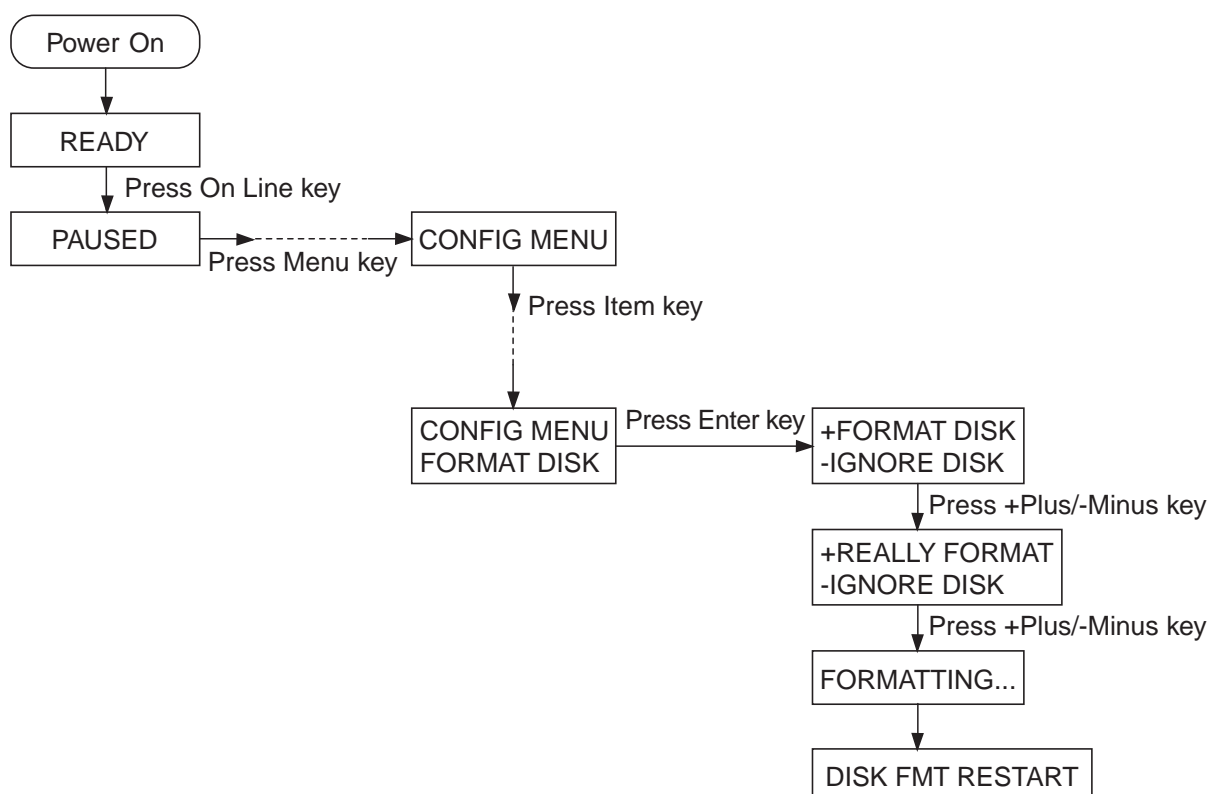 Power On
READY
Press On Line key
PAUSED
Press Menu key
CONFIG MENU
Press Item key
CONFIG MENU
FORMAT DISK
Press Enter key
+FORMAT DISK
-IGNORE DISK
Press +Plus/-Minus key
+REALLY FORMAT
-IGNORE DISK
Press +Plus/-Minus key
FORMATTING...
DISK FMT RESTART